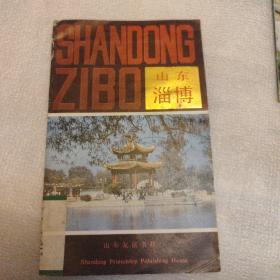 SHANDONG
ZIBO
山东
淄博
山东友谊书社
Shandong Friendship Publishing House